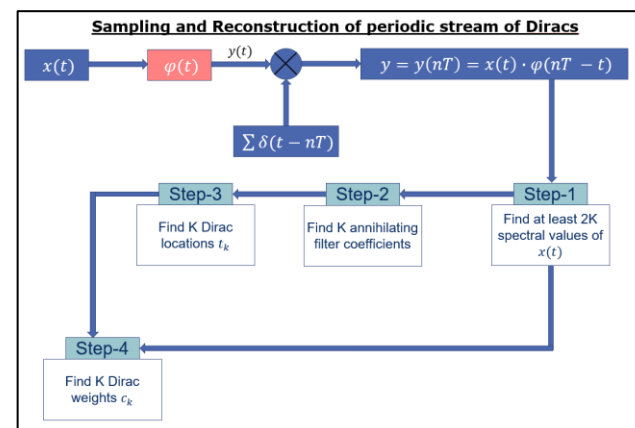 Sampling and Reconstruction of periodic stream of Diracs
x(t)
φ(t)
y(t)
y = y(nT) = x(t) · φ(nT − t)
∑ δ(t − nT)
Step-3
Find K Dirac
locations t_k
Step-2
Find K annihilating
filter coefficients
Step-1
Find at least 2K
spectral values of
x(t)
Step-4
Find K Dirac
weights c_k